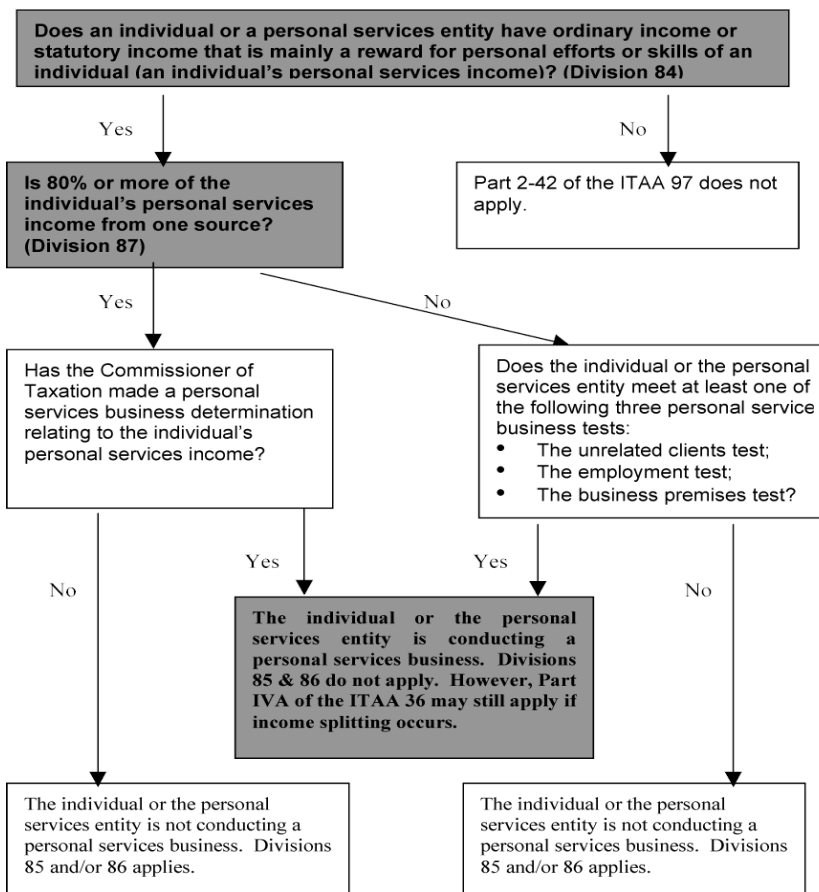 Does an individual or a personal services entity have ordinary income or
statutory income that is mainly a reward for personal efforts or skills of an
individual (an individual's personal services income)? (Division 84)
Yes
No
Is 80% or more of the
individual's personal services
income from one source?
(Division 87)
Part 2-42 of the ITAA 97 does not
apply.
Yes
No
Has the Commissioner of
Taxation made a personal
services business determination
relating to the individual's
personal services income?
Does the individual or the personal
services entity meet at least one of
the following three personal service
business tests:
• The unrelated clients test;
• The employment test;
• The business premises test?
No
Yes
Yes
No
The individual or the personal
services entity is conducting a
personal services business. Divisions
85 & 86 do not apply. However, Part
IVA of the ITAA 36 may still apply if
income splitting occurs.
The individual or the personal
services entity is not conducting a
personal services business. Divisions
85 and/or 86 applies.
The individual or the personal
services entity is not conducting a
personal services business. Divisions
85 and/or 86 applies.